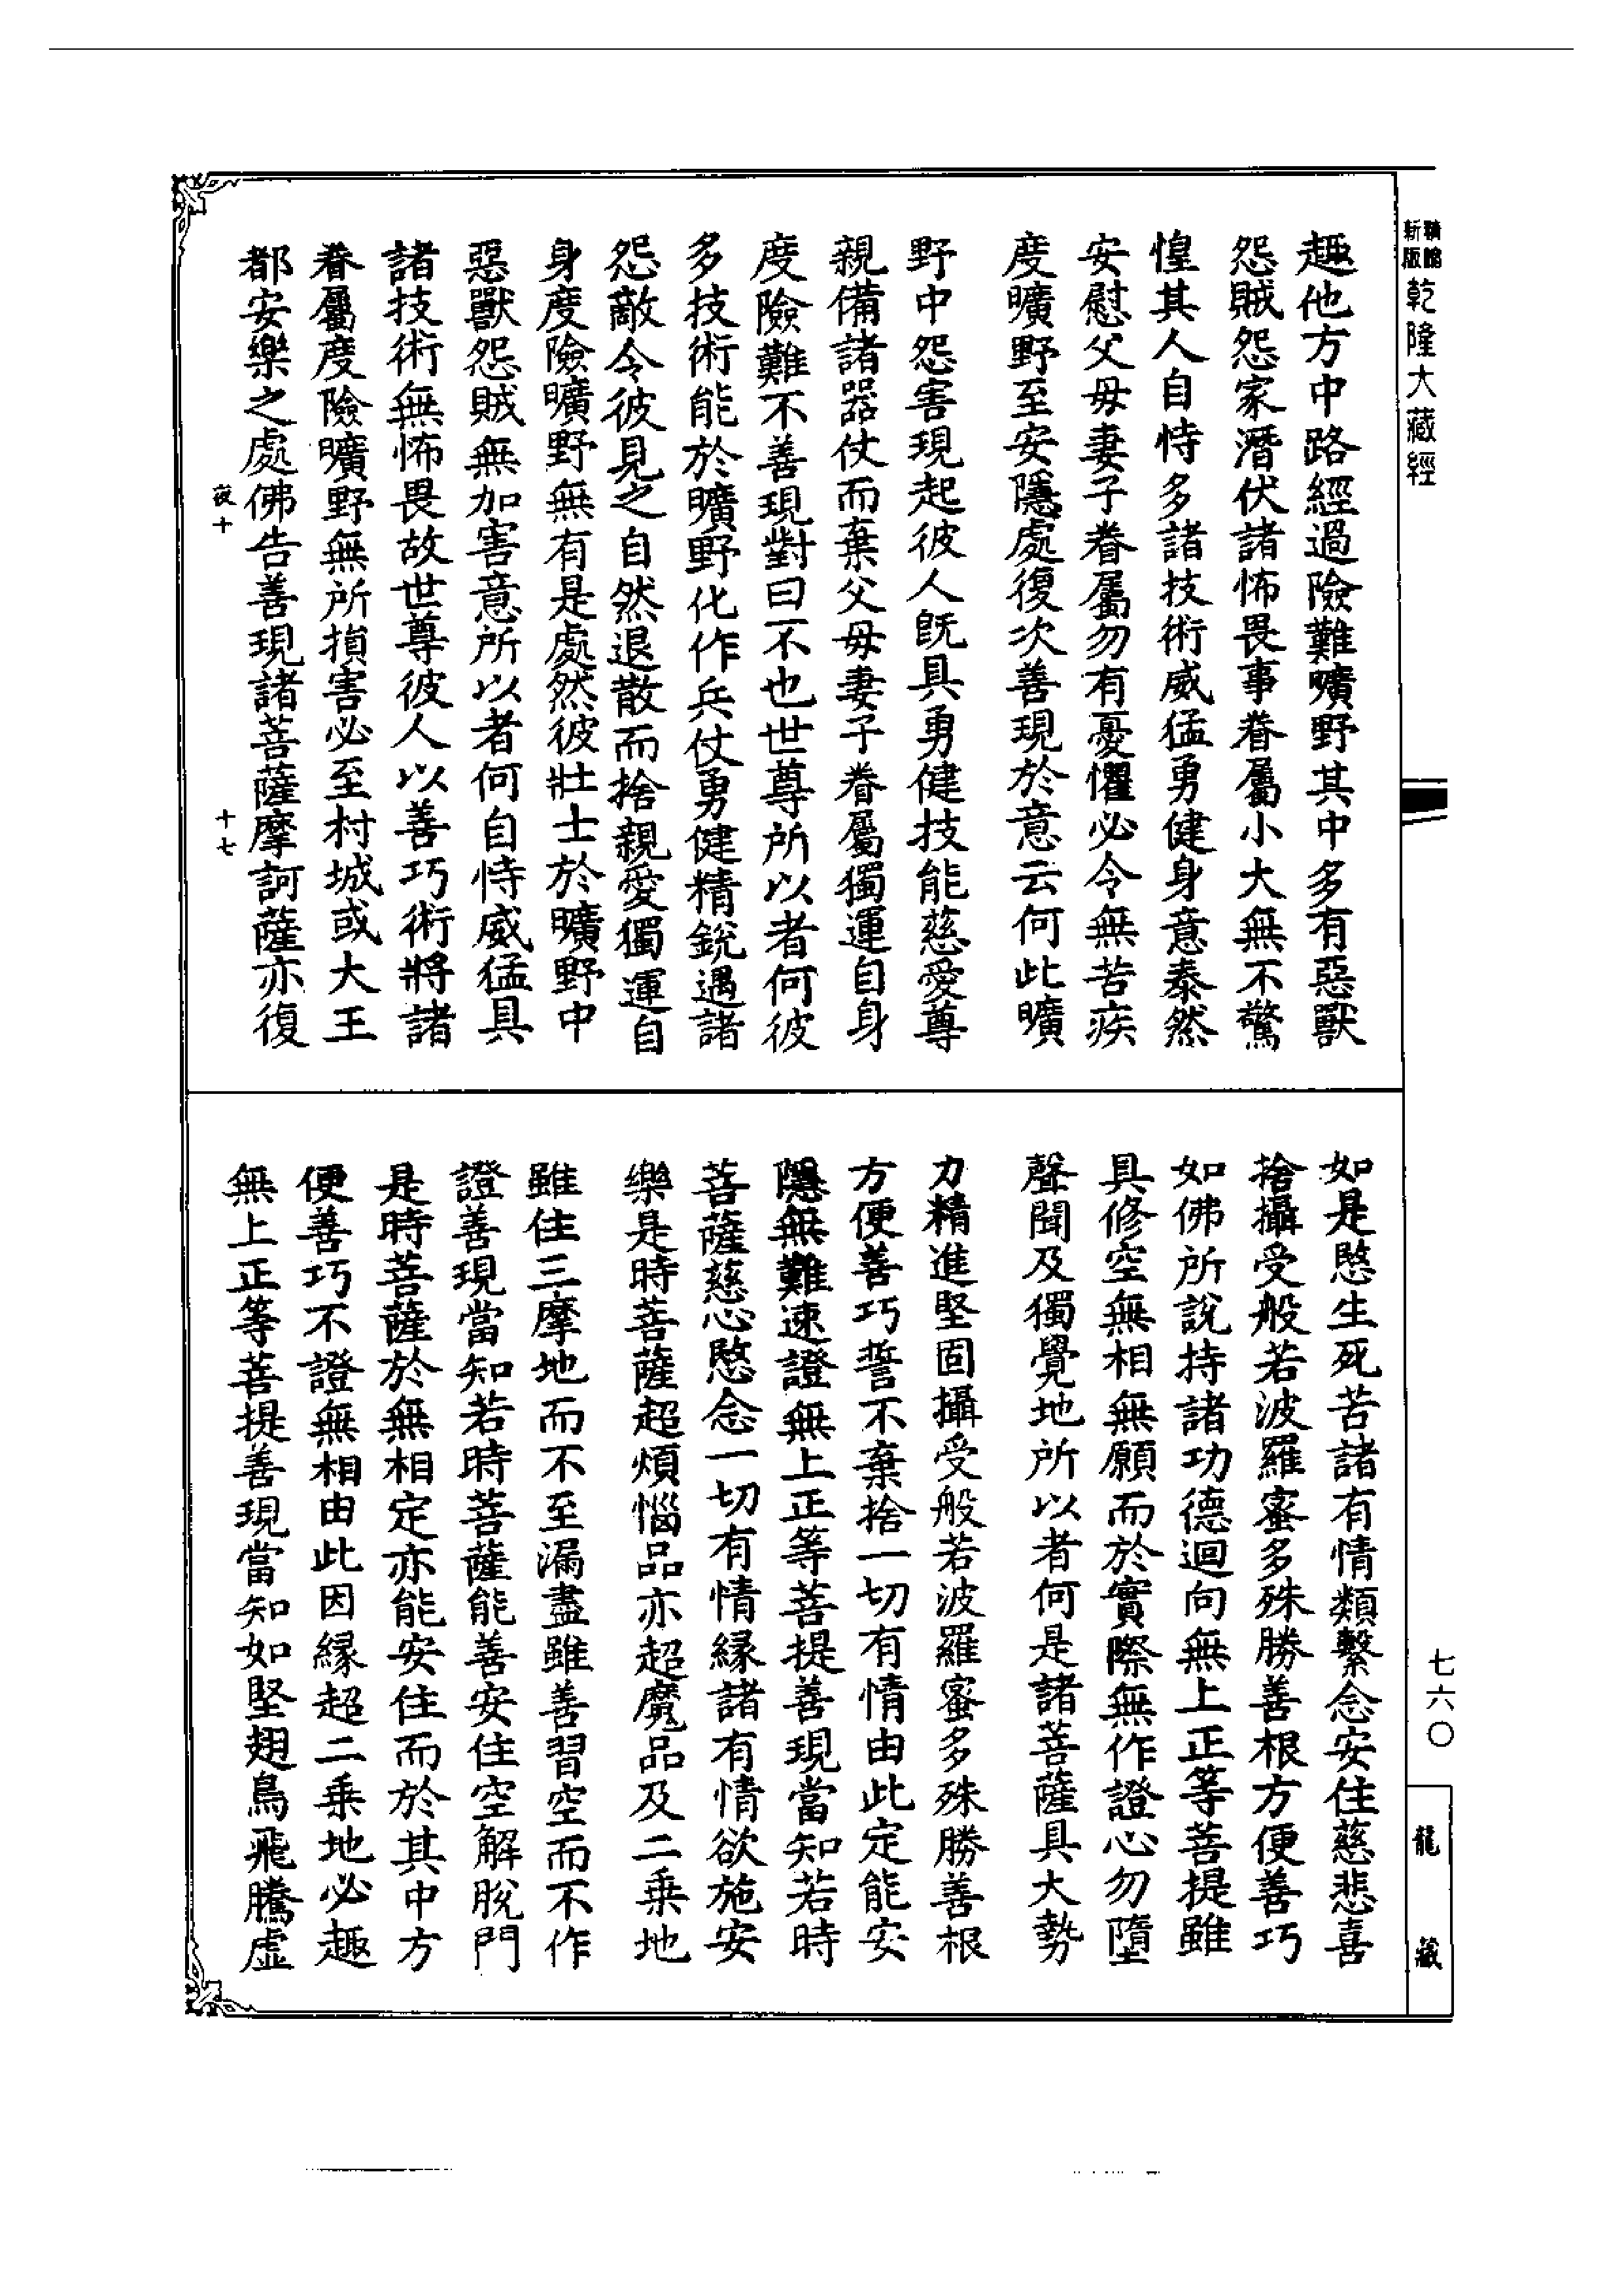 新版 乾隆大藏經
趣他方中路經過險難曠野其中多有惡獸
怨賊怨家潛伏諸怖畏事眷屬小大無不驚
惶其人自恃多諸技術威猛勇健身意泰然
安慰父母妻子眷屬勿有憂懼必令無苦疾
度曠野至安隱處復次善現於意云何此曠
野中怨害現起彼人既具勇健技能慈愛尊
親備諸器仗而棄父母妻子眷屬獨運自身
度險難不善現對曰不也世尊所以者何彼
多技術能於曠野化作兵仗勇健精銳遇諸
怨敵令彼見之自然退散而捨親愛獨運自
身度險曠野無有是處然彼壯士於曠野中
惡獸怨賊無加害意所以者何自恃威猛具
諸技術無怖畏故世尊彼人以善巧術將諸
眷屬度險曠野無所損害必至村城或大王
都安樂之處佛告善現諸菩薩摩訶薩亦復
夜十 十七
如是愍生死苦諸有情類繫念安住慈悲喜
捨攝受般若波羅蜜多殊勝善根方便善巧
如佛所說持諸功德迴向無上正等菩提雖
具修空無相無願而於實際無作證心勿墮
聲聞及獨覺地所以者何是諸菩薩具大勢
力精進堅固攝受般若波羅蜜多殊勝善根
方便善巧誓不棄捨一切有情由此定能安
隱無難速證無上正等菩提善現當知若時
菩薩慈心愍念一切有情緣諸有情欲施安
樂是時菩薩超煩惱品亦超魔品及二乘地
雖住三摩地而不至漏盡雖善習空而不作
證善現當知若時菩薩能善安住空解脫門
是時菩薩於無相定亦能安住而於其中方
便善巧不證無相由此因緣超二乘地必趣
無上正等菩提善現當知如堅翅鳥飛騰虛
七六〇
龍藏